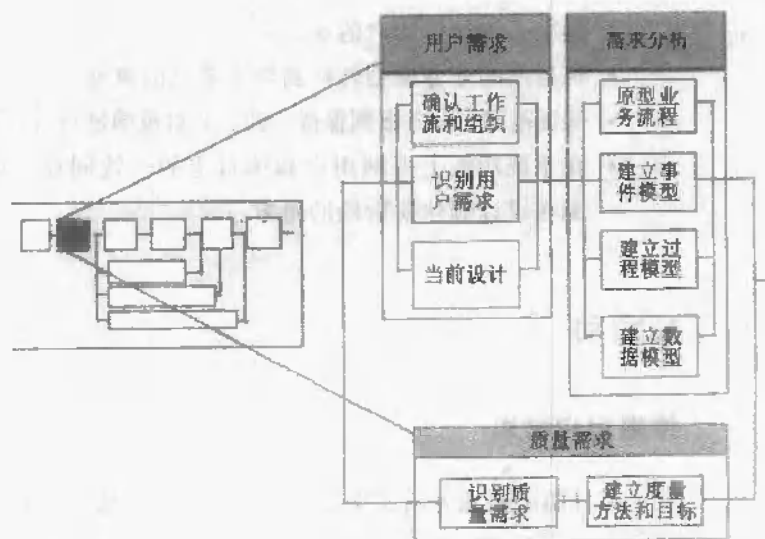 用户需求
确认工作
流和组织
识别用
户需求
当前设计
需求分析
原型业
务流程
建立事
件模型
建立过
程模型
建立数
据模型
质量需求
识别质
量需求
建立度量
方法和目标